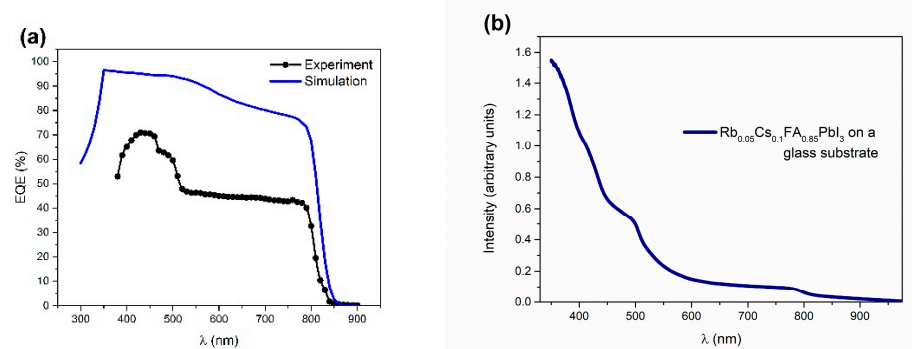 (a)
Experiment
Simulation
EQE (%)
100
90
80
70
60
50
40
30
20
10
0
300 400 500 600 700 800 900
λ (nm)
(b)
Rb0.05Cs0.1FA0.85PbI3 on a
glass substrate
Intensity (arbitrary units)
1.6
1.4
1.2
1.0
0.8
0.6
0.4
0.2
0.0
400 500 600 700 800 900
λ (nm)